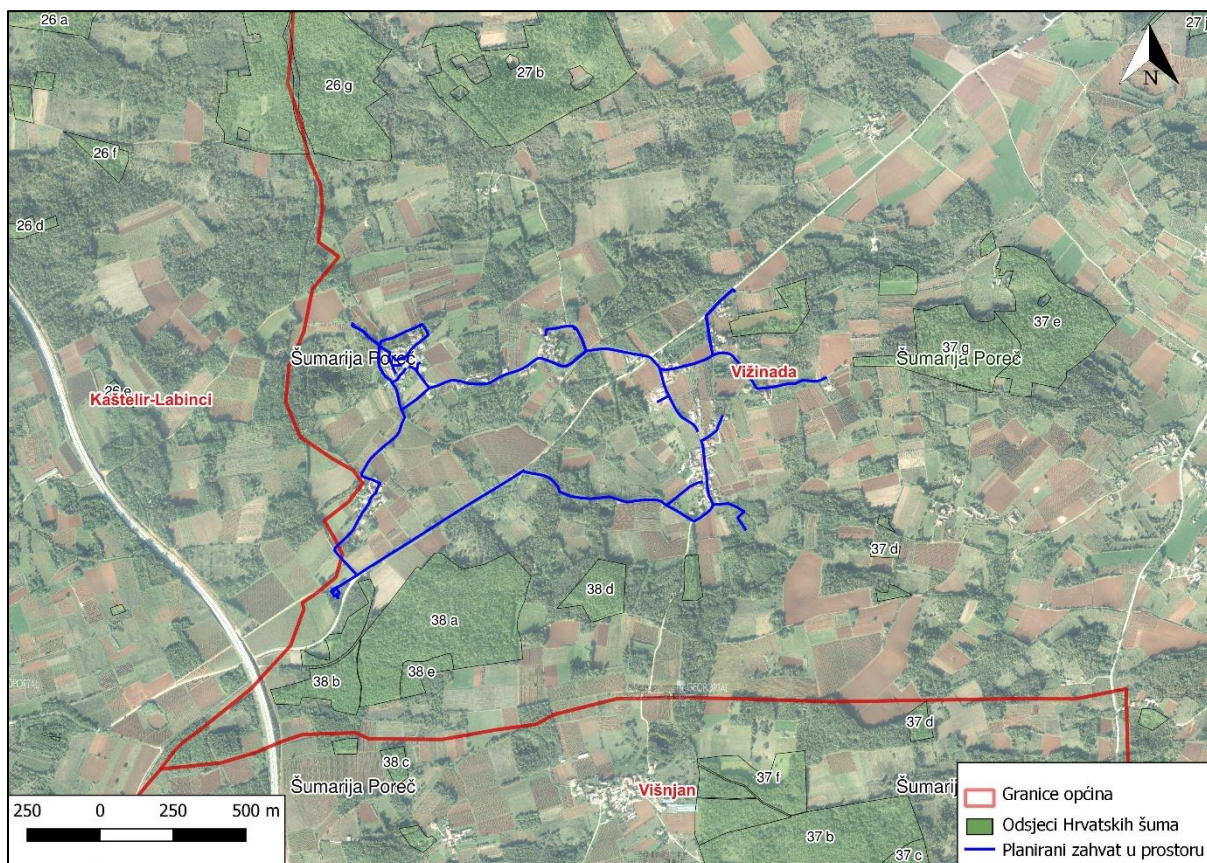 26 a
27 j
27 b
26 g
N
26 f
26 d
37 e
37 g
Šumarija Poreč
Šumarija Poreč
Vižinada
Kaštelir-Labinci
26 e
37 d
38 d
38 a
38 e
38 b
37 d
38 c
37 f
Šumarija Poreč
Višnjan
37 b
37 c
250 0 250 500 m
Granice općina
Odsjeci Hrvatskih šuma
Planirani zahvat u prostoru